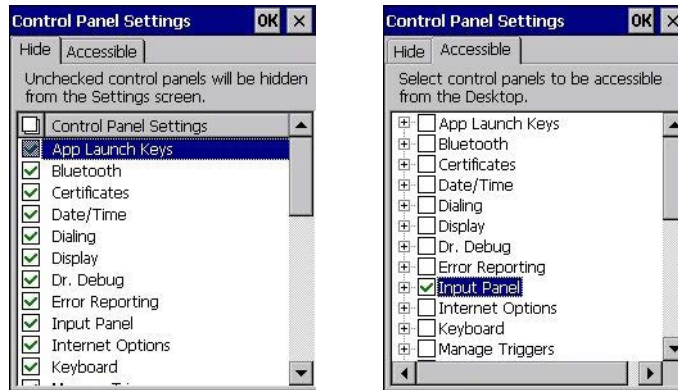 Control Panel Settings OK
Hide Accessible
Unchecked control panels will be hidden
from the Settings screen.
Control Panel Settings
App Launch Keys
Bluetooth
Certificates
Date/Time
Dialing
Display
Dr. Debug
Error Reporting
Input Panel
Internet Options
Keyboard
Control Panel Settings OK
Hide Accessible
Select control panels to be accessible
from the Desktop.
App Launch Keys
Bluetooth
Certificates
Date/Time
Dialing
Display
Dr. Debug
Error Reporting
Input Panel
Internet Options
Keyboard
Manage Triggers